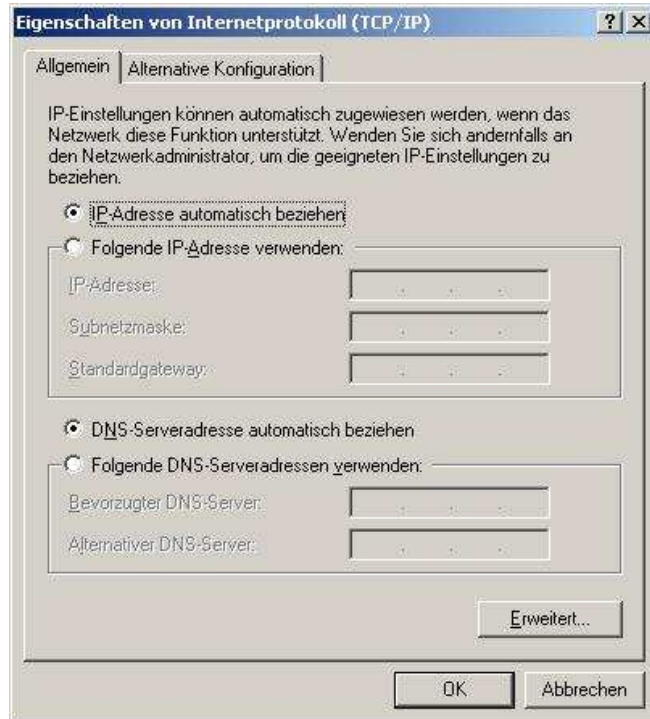 Eigenschaften von Internetprotokoll (TCP/IP)
Allgemein
Alternative Konfiguration
IP-Einstellungen können automatisch zugewiesen werden, wenn das
Netzwerk diese Funktion unterstützt. Wenden Sie sich andernfalls an
den Netzwerkadministrator, um die geeigneten IP-Einstellungen zu
beziehen.
IP-Adresse automatisch beziehen
Folgende IP-Adresse verwenden:
IP-Adresse:
Subnetzmaske:
Standardgateway:
DNS-Serveradresse automatisch beziehen
Folgende DNS-Serveradressen verwenden:
Bevorzugter DNS-Server:
Alternativer DNS-Server:
Erweitert...
OK
Abbrechen